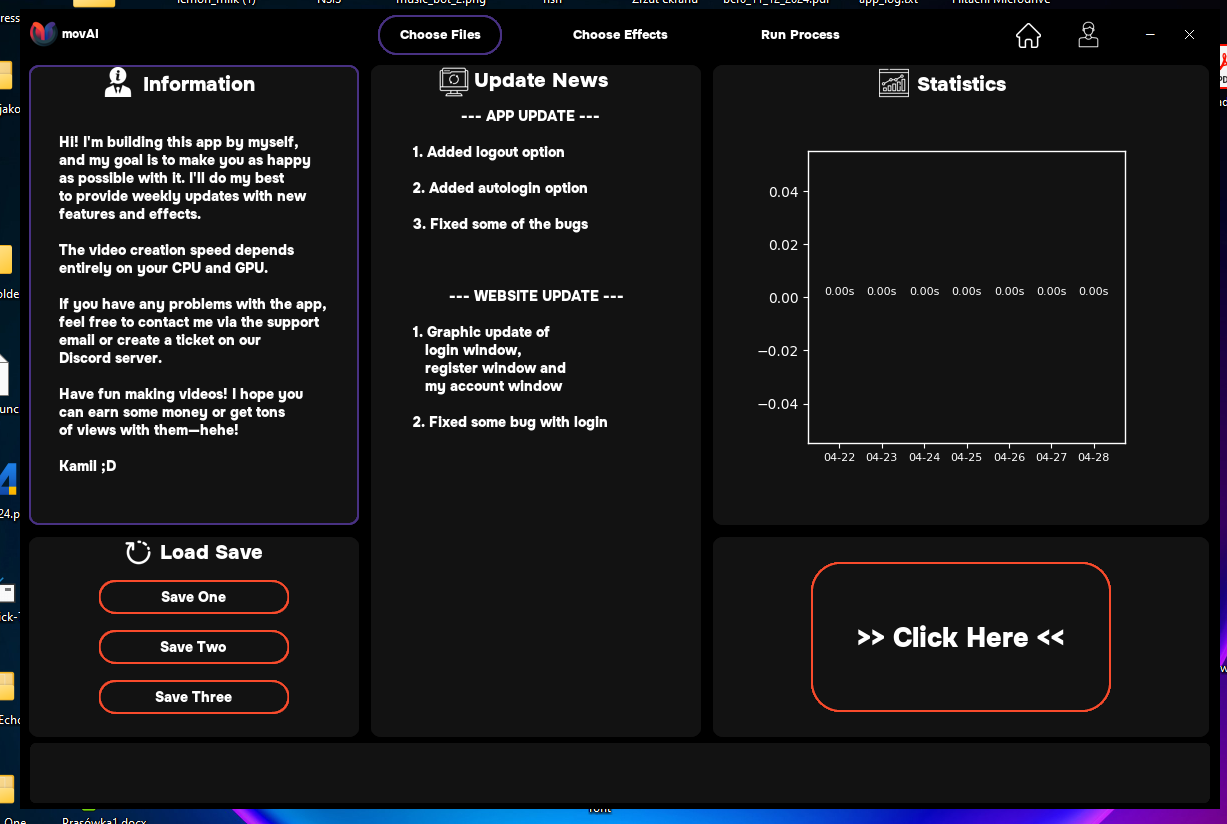 lemon_milk (1)
NSIS
music_bot_2.png
fish
Zrzut ekranu
app_log.txt
Hitachi Microdrive
movAI
Choose Files
Choose Effects
Run Process
Information
Hi! I'm building this app by myself,
and my goal is to make you as happy
as possible with it. I'll do my best
to provide weekly updates with new
features and effects.
The video creation speed depends
entirely on your CPU and GPU.
If you have any problems with the app,
feel free to contact me via the support
email or create a ticket on our
Discord server.
Have fun making videos! I hope you
can earn some money or get tons
of views with them—hehe!
Kamil ;D
Update News
--- APP UPDATE ---
1. Added logout option
2. Added autologin option
3. Fixed some of the bugs
--- WEBSITE UPDATE ---
1. Graphic update of
login window,
register window and
my account window
2. Fixed some bug with login
Statistics
0.04
0.02
0.00
−0.02
−0.04
0.00s 0.00s 0.00s 0.00s 0.00s 0.00s 0.00s
04-22 04-23 04-24 04-25 04-26 04-27 04-28
Load Save
Save One
Save Two
Save Three
>> Click Here <<
One
Prasówka1.docx
font